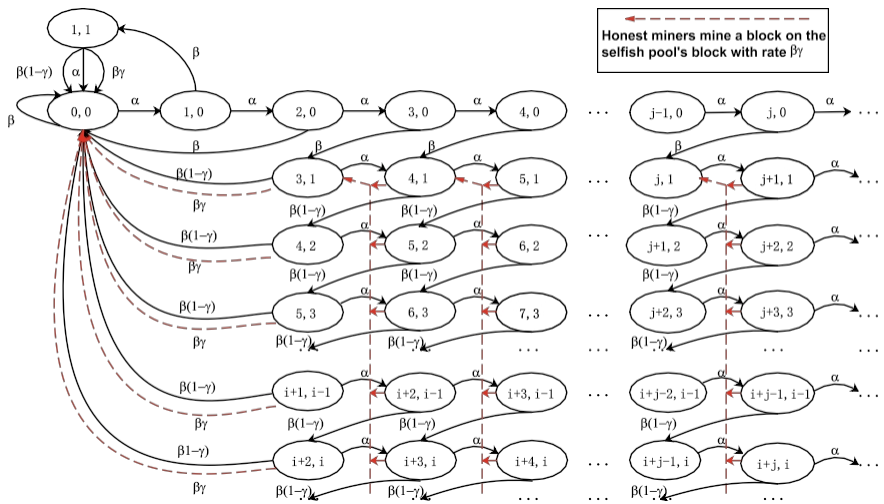 1, 1
Honest miners mine a block on the
selfish pool's block with rate βγ
β
β(1−γ) α βγ
0, 0 α 1, 0 α 2, 0 α 3, 0 α 4, 0 ... j-1, 0 α j, 0 α ...
β
β β β β
β(1−γ) 3, 1 α 4, 1 α 5, 1 ... j, 1 α j+1, 1 α ...
βγ
β(1−γ) β(1−γ) β(1−γ)
β(1−γ) 4, 2 α 5, 2 α 6, 2 ... j+1, 2 α j+2, 2 α ...
βγ
β(1−γ) β(1−γ) β(1−γ)
β(1−γ) 5, 3 α 6, 3 α 7, 3 ... j+2, 3 α j+3, 3 α ...
βγ
β(1−γ) β(1−γ) β(1−γ)
... ... ... ... ... ... ...
β(1−γ) i+1, i-1 α i+2, i-1 α i+3, i-1 ... i+j-2, i-1 α i+j-1, i-1 α ...
βγ
β(1−γ) β(1−γ) β(1−γ)
β1−γ) i+2, i α i+3, i α i+4, i ... i+j-1, i α i+j, i α ...
βγ
β(1−γ) β(1−γ) β(1−γ)
... ... ... ... ...